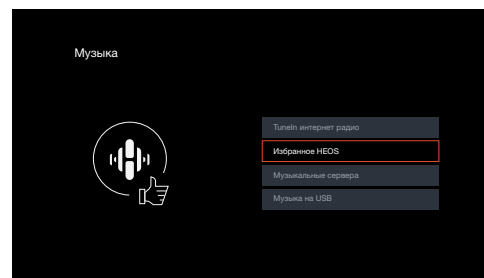 Музыка
TuneIn интернет радио
Избранное HEOS
Музыкальные сервера
Музыка на USB